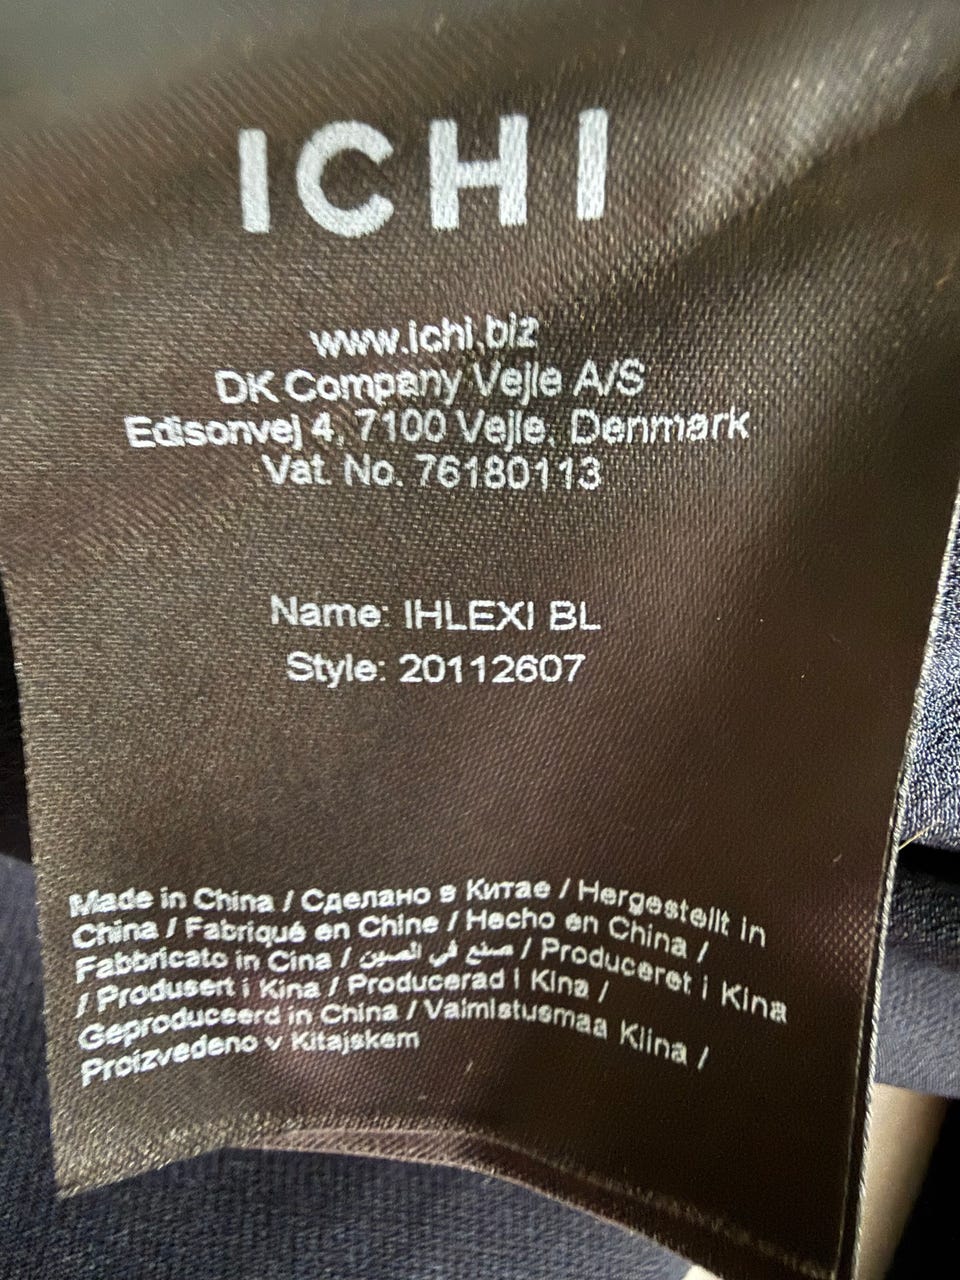 ICHI
www.ichi.biz
DK Company Vejle A/S
Edisonvej 4, 7100 Vejle, Denmark
Vat. No. 76180113
Name: IHLEXI BL
Style: 20112607
Made in China / Сделано в Китае / Hergestellt in
China / Fabriqué en Chine / Hecho en China /
Fabbricato in Cina / صنع في الصين / Produceret i Kina
/ Produsert i Kina / Producerad i Kina /
Geproduceerd in China / Valmistusmaa Kiina /
Proizvedeno v Kitajskem